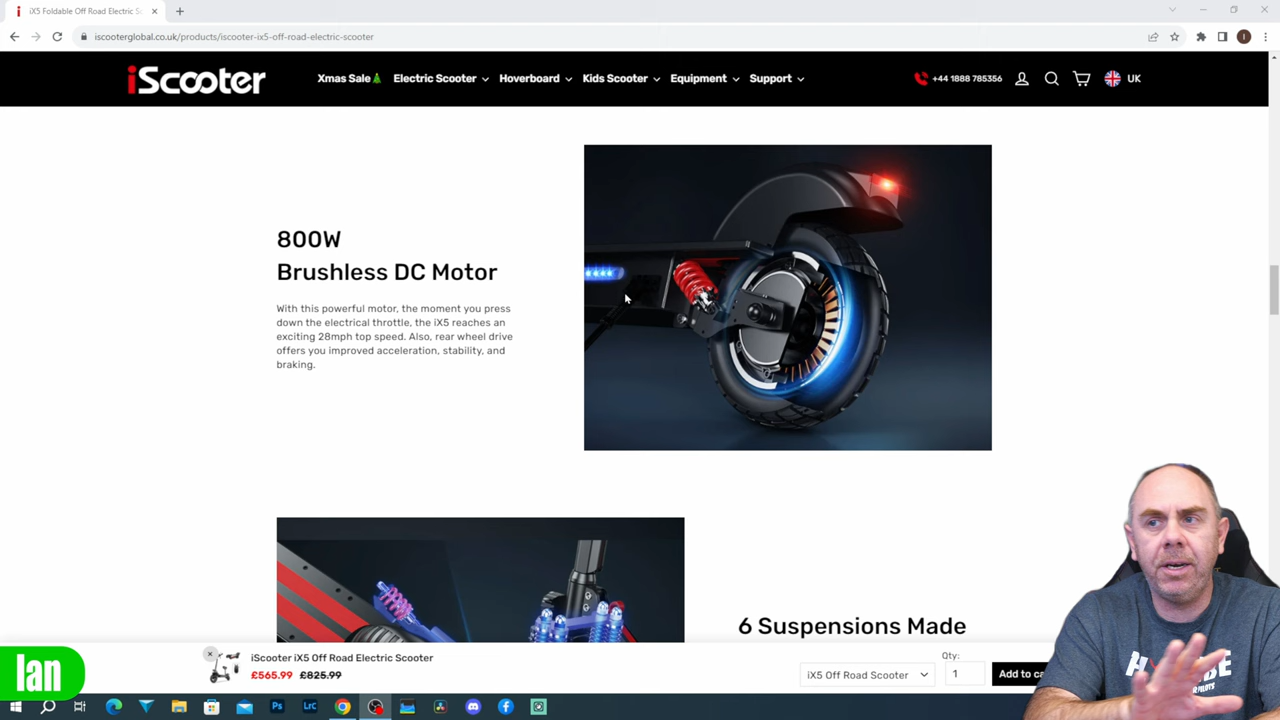 iX5 Foldable Off Road Electric S
iscooterglobal.co.uk/products/iscooter-ix5-off-road-electric-scooter
iScooter
Xmas Sale🎄 Electric Scooter Hoverboard Kids Scooter Equipment Support
+44 1888 785356
UK
800W
Brushless DC Motor
With this powerful motor, the moment you press
down the electrical throttle, the iX5 reaches an
exciting 28mph top speed. Also, rear wheel drive
offers you improved acceleration, stability, and
braking.
6 Suspensions Made
iScooter iX5 Off Road Electric Scooter
£565.99 £825.99
iX5 Off Road Scooter
Qty:
1
Add to ca
Ian
Ps
LrC